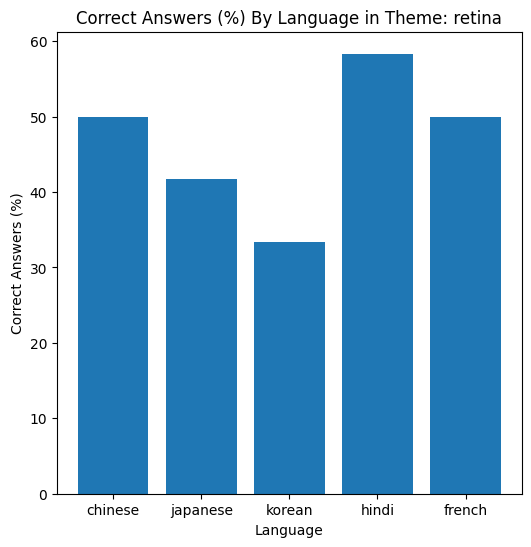 Correct Answers (%) By Language in Theme: retina
Correct Answers (%)
60
50
40
30
20
10
0
chinese japanese korean hindi french
Language